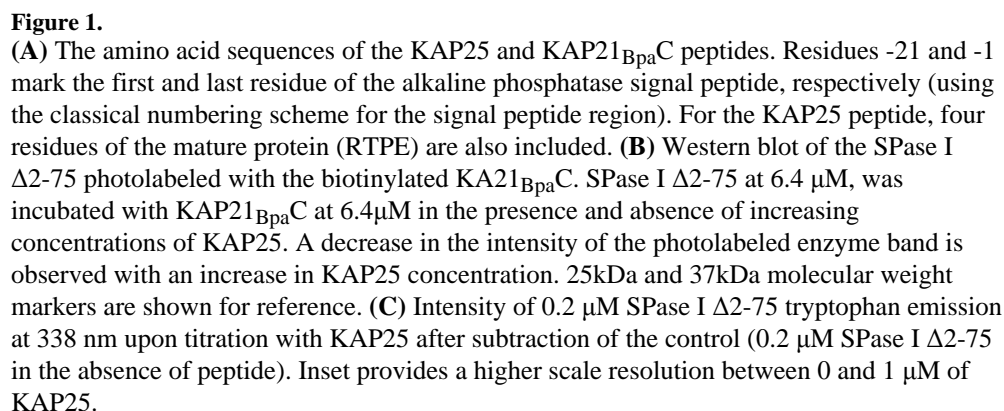 Figure 1.
(A) The amino acid sequences of the KAP25 and KAP21BpaC peptides. Residues -21 and -1
mark the first and last residue of the alkaline phosphatase signal peptide, respectively (using
the classical numbering scheme for the signal peptide region). For the KAP25 peptide, four
residues of the mature protein (RTPE) are also included. (B) Western blot of the SPase I
Δ2-75 photolabeled with the biotinylated KA21BpaC. SPase I Δ2-75 at 6.4 μM, was
incubated with KAP21BpaC at 6.4μM in the presence and absence of increasing
concentrations of KAP25. A decrease in the intensity of the photolabeled enzyme band is
observed with an increase in KAP25 concentration. 25kDa and 37kDa molecular weight
markers are shown for reference. (C) Intensity of 0.2 μM SPase I Δ2-75 tryptophan emission
at 338 nm upon titration with KAP25 after subtraction of the control (0.2 μM SPase I Δ2-75
in the absence of peptide). Inset provides a higher scale resolution between 0 and 1 μM of
KAP25.